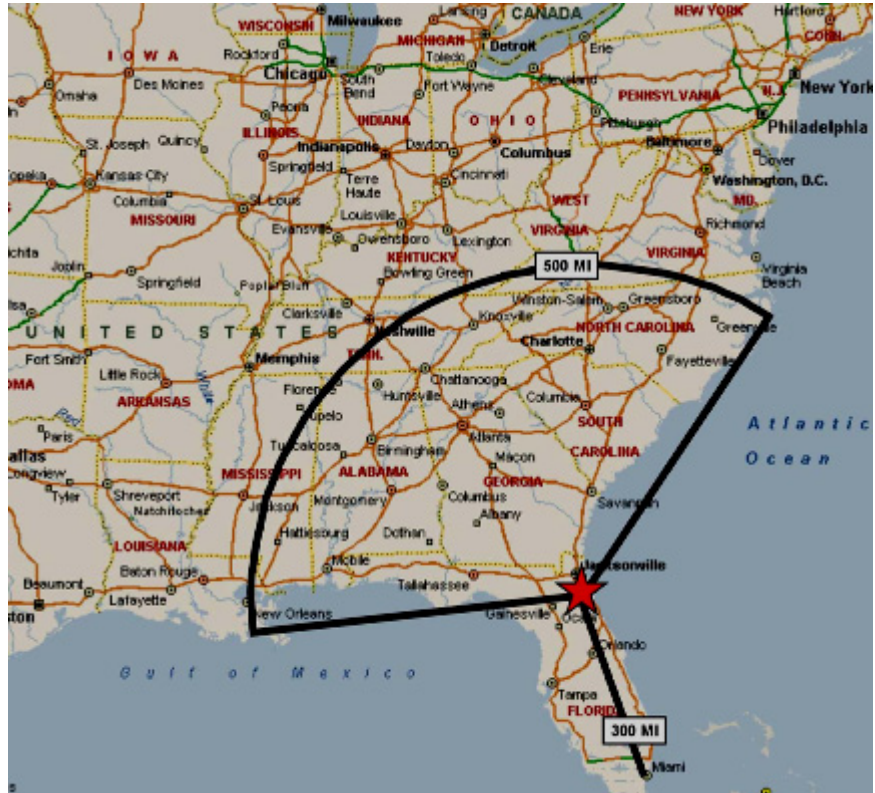 Lansing
CANADA
NEW YORK
Hartford
WISCONSIN
Milwaukee
MICHIGAN
Detroit
Erie
CONN.
Rockford
IOWA
Chicago
Toledo
Cleveland
Des Moines
South
Bend
Fort Wayne
PENNSYLVANIA
N.J.
New York
Omaha
Peoria
INDIANA
OHIO
Pittsburgh
Philadelphia
ILLINOIS
St. Joseph
Quincy
Indianapolis
Dayton
Columbus
Baltimore
Dover
Springfield
Topeka
Kansas City
Terre
Haute
Cincinnati
Washington, D.C.
Columbia
St. Louis
WEST
VIRGINIA
MD.
MISSOURI
Evansville
Louisville
Lexington
Richmond
Owensboro
KENTUCKY
VIRGINIA
Wichita
Joplin
Springfield
500 MI
Virginia
Beach
Poplar Bluff
Bowling Green
Clarksville
Winston-Salem
Greensboro
Tulsa
Knoxville
UNITED STATES
Nashville
NORTH CAROLINA
Greenville
Fort Smith
Memphis
TENN.
Charlotte
Fayetteville
Little Rock
White
Chattanooga
Florence
Huntsville
ARKANSAS
Athens
Columbia
Tupelo
SOUTH
CAROLINA
Red
Paris
Atlanta
Atlantic
Ocean
Dallas
Tuscaloosa
Birmingham
Macon
Longview
MISSISSIPPI
ALABAMA
GEORGIA
Tyler
Shreveport
Jackson
Montgomery
Columbus
Savannah
Natchitoches
Albany
Hattiesburg
Dothan
LOUISIANA
Mobile
Jacksonville
Beaumont
Baton Rouge
Tallahassee
Lafayette
New Orleans
Gainesville
Ocala
Orlando
Gulf of Mexico
Tampa
FLORIDA
300 MI
Miami